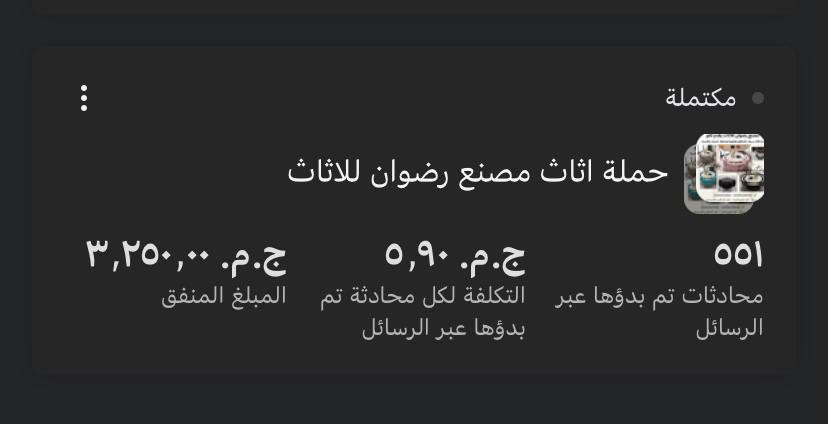 مكتملة
حملة اثاث مصنع رضوان للاثاث
٥٥١
محادثات تم بدؤها عبر
الرسائل
ج.م. ٥,٩٠
التكلفة لكل محادثة تم
بدؤها عبر الرسائل
ج.م. ٣,٢٥٠,٠٠
المبلغ المنفق